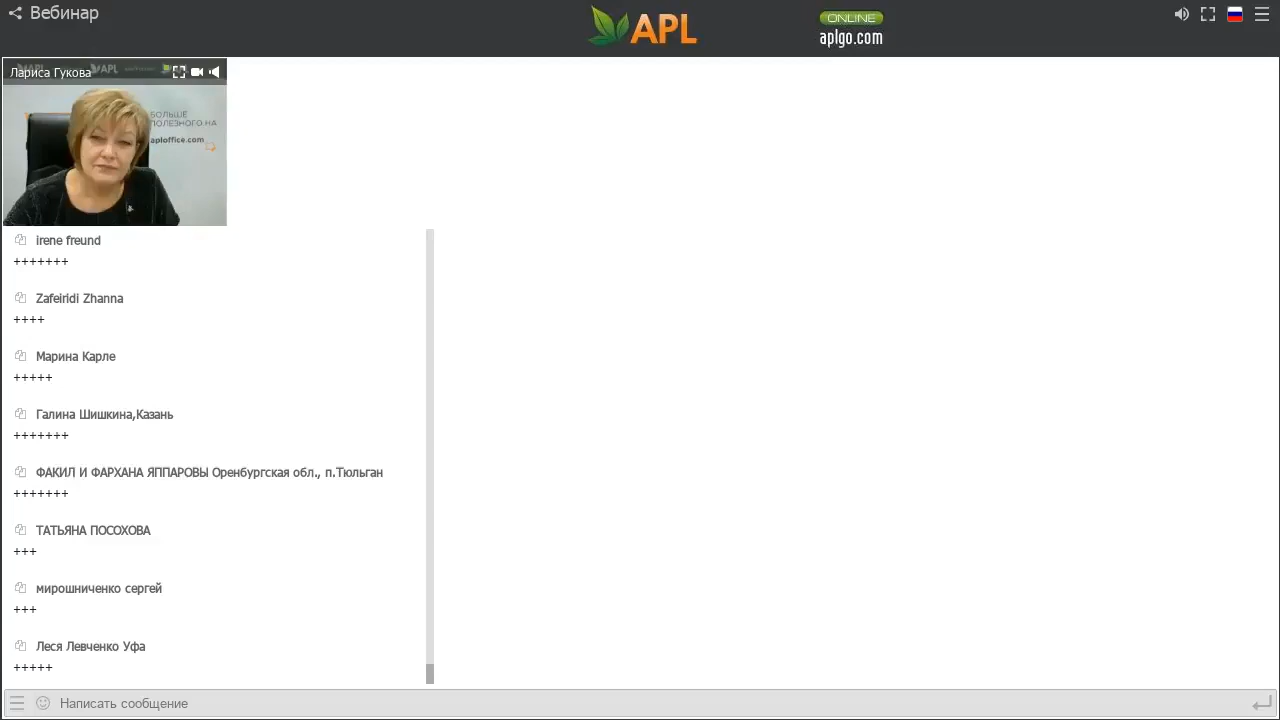 Вебинар
APL
ONLINE
aplgo.com
Лариса Гукова
БОЛЬШЕ
ПОЛЕЗНОГО НА
aploffice.com
irene freund
+++++++
Zafeiridi Zhanna
++++
Марина Карле
+++++
Галина Шишкина,Казань
+++++++
ФАКИЛ И ФАРХАНА ЯППАРОВЫ Оренбургская обл., п.Тюльган
+++++++
ТАТЬЯНА ПОСОХОВА
+++
мирошниченко сергей
+++
Леся Левченко Уфа
+++++
Написать сообщение